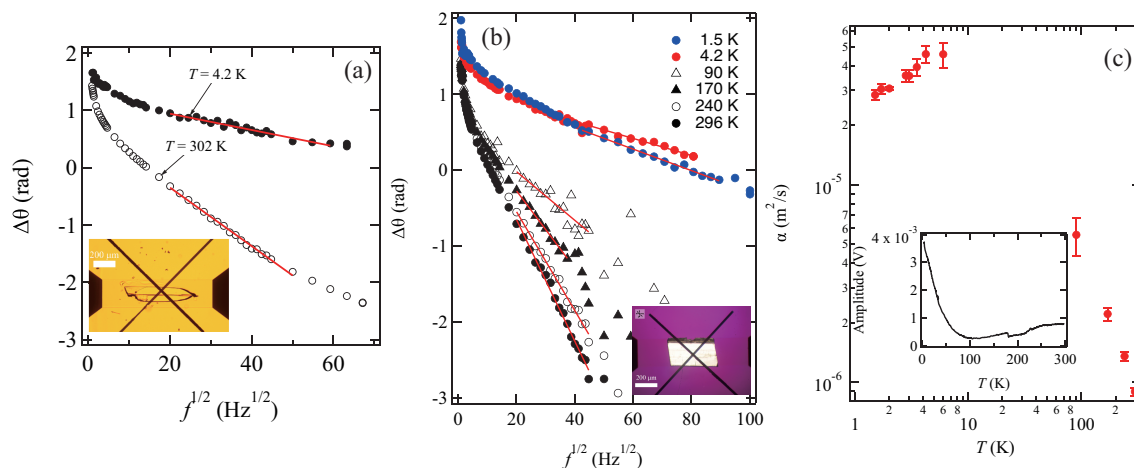 (a)
2
1
0
-1
-2
-3
Δθ (rad)
T = 4.2 K
T = 302 K
200 μm
0
20
40
60
f^{1/2} (Hz^{1/2})
(b)
2
1
0
-1
-2
-3
Δθ (rad)
1.5 K
4.2 K
90 K
170 K
240 K
296 K
200 μm
0
20
40
60
80
100
f^{1/2} (Hz^{1/2})
(c)
6
5
4
3
2
10^{-5}
8
7
6
5
4
3
2
10^{-6}
α (m^2/s)
4 x 10^{-3}
3
2
1
0
Amplitude (V)
0
100
200
300
T (K)
1
2
4
6
8
10
2
4
6
8
100
2
T (K)